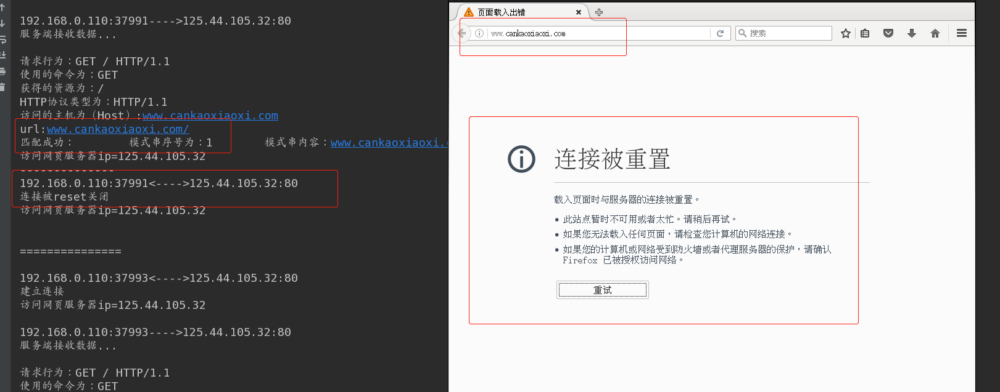 192.168.0.110:37991---->125.44.105.32:80
服务端接收数据...
请求行为：GET / HTTP/1.1
使用的命令为：GET
获得的资源为：/
HTTP协议类型为：HTTP/1.1
访问的主机为（Host）:www.cankaoxiaoxi.com
url:www.cankaoxiaoxi.com/
匹配成功： 模式串序号为：1 模式串内容：www.cankaoxiaoxi.
访问网页服务器ip=125.44.105.32
--------------
192.168.0.110:37991<---->125.44.105.32:80
连接被reset关闭
访问网页服务器ip=125.44.105.32
===============
192.168.0.110:37993<---->125.44.105.32:80
建立连接
访问网页服务器ip=125.44.105.32
192.168.0.110:37993---->125.44.105.32:80
服务端接收数据...
请求行为：GET / HTTP/1.1
使用的命令为：GET
页面载入出错
www.cankaoxiaoxi.com
搜索
连接被重置
载入页面时与服务器的连接被重置。
• 此站点暂时不可用或者太忙。请稍后再试。
• 如果您无法载入任何页面，请检查您计算机的网络连接。
• 如果您的计算机或网络受到防火墙或者代理服务器的保护，请确认
Firefox 已被授权访问网络。
重试